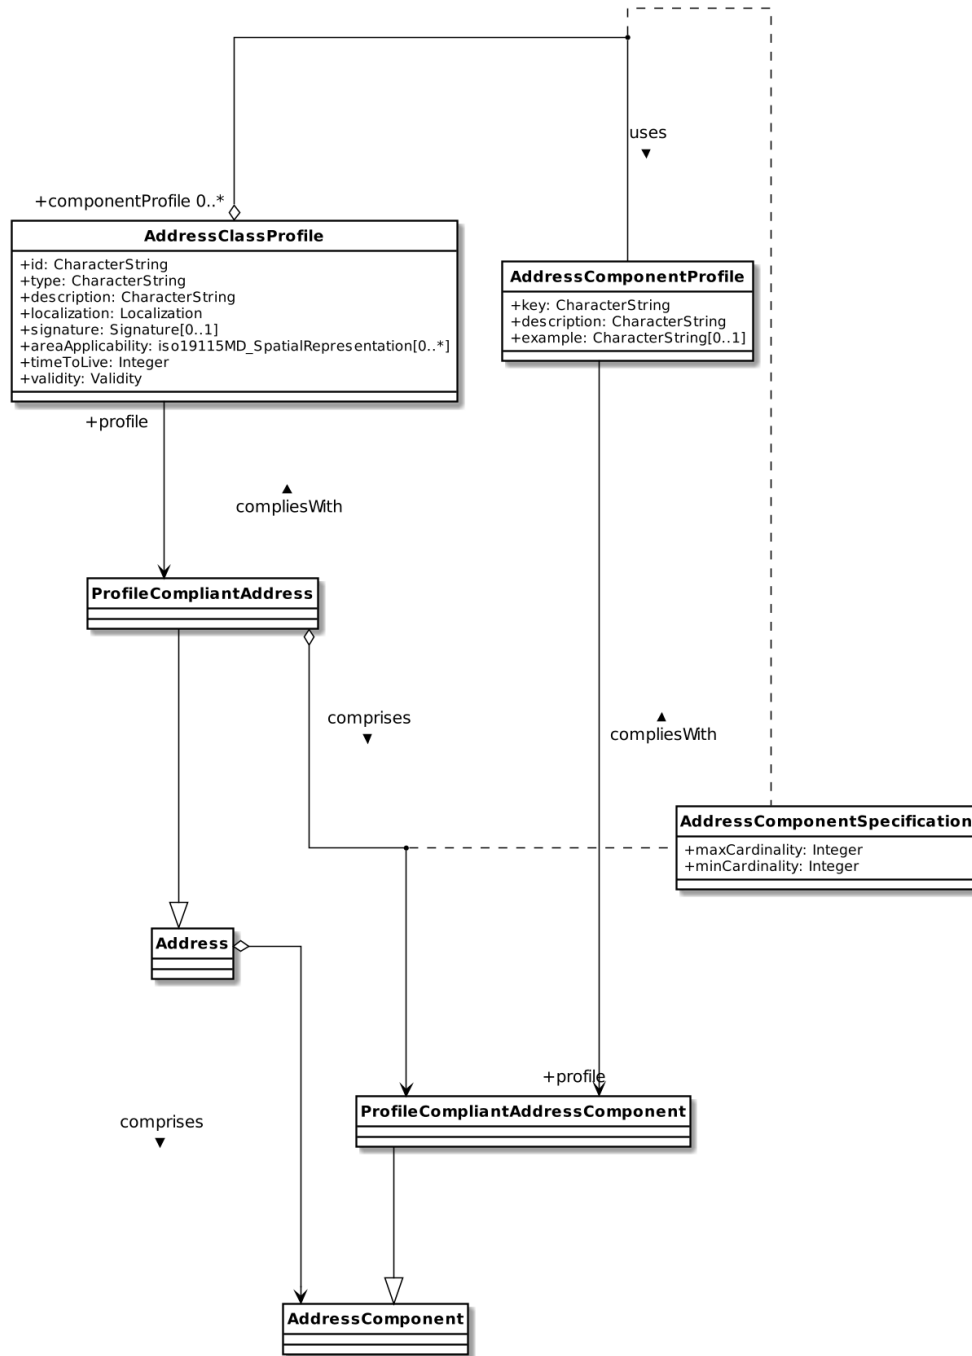 uses
▼
+componentProfile 0..*
AddressClassProfile
+id: CharacterString
+type: CharacterString
+description: CharacterString
+localization: Localization
+signature: Signature[0..1]
+areaApplicability: iso19115MD_SpatialRepresentation[0..*]
+timeToLive: Integer
+validity: Validity
AddressComponentProfile
+key: CharacterString
+description: CharacterString
+example: CharacterString[0..1]
+profile
▲
compliesWith
ProfileCompliantAddress
comprises
▼
▲
compliesWith
AddressComponentSpecification
+maxCardinality: Integer
+minCardinality: Integer
Address
+profile
ProfileCompliantAddressComponent
comprises
▼
AddressComponent